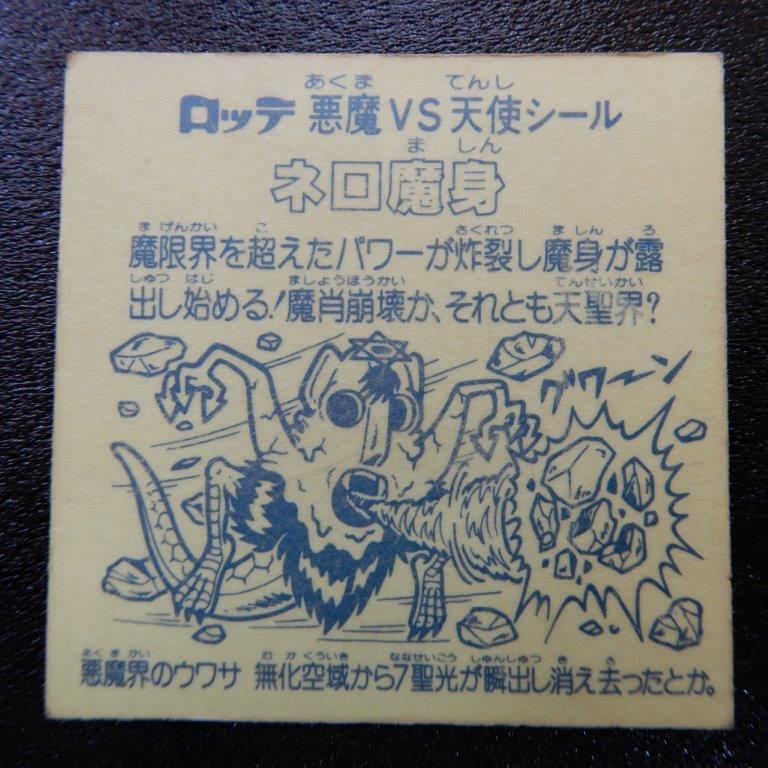 ロッテ 悪魔VS天使シール
ネロ魔身
魔限界を超えたパワーが炸裂し魔身が露
出し始める!魔肖崩壊か、それとも天聖界?
グワーン
悪魔界のウワサ 無化空域から7聖光が瞬出し消え去ったとか。